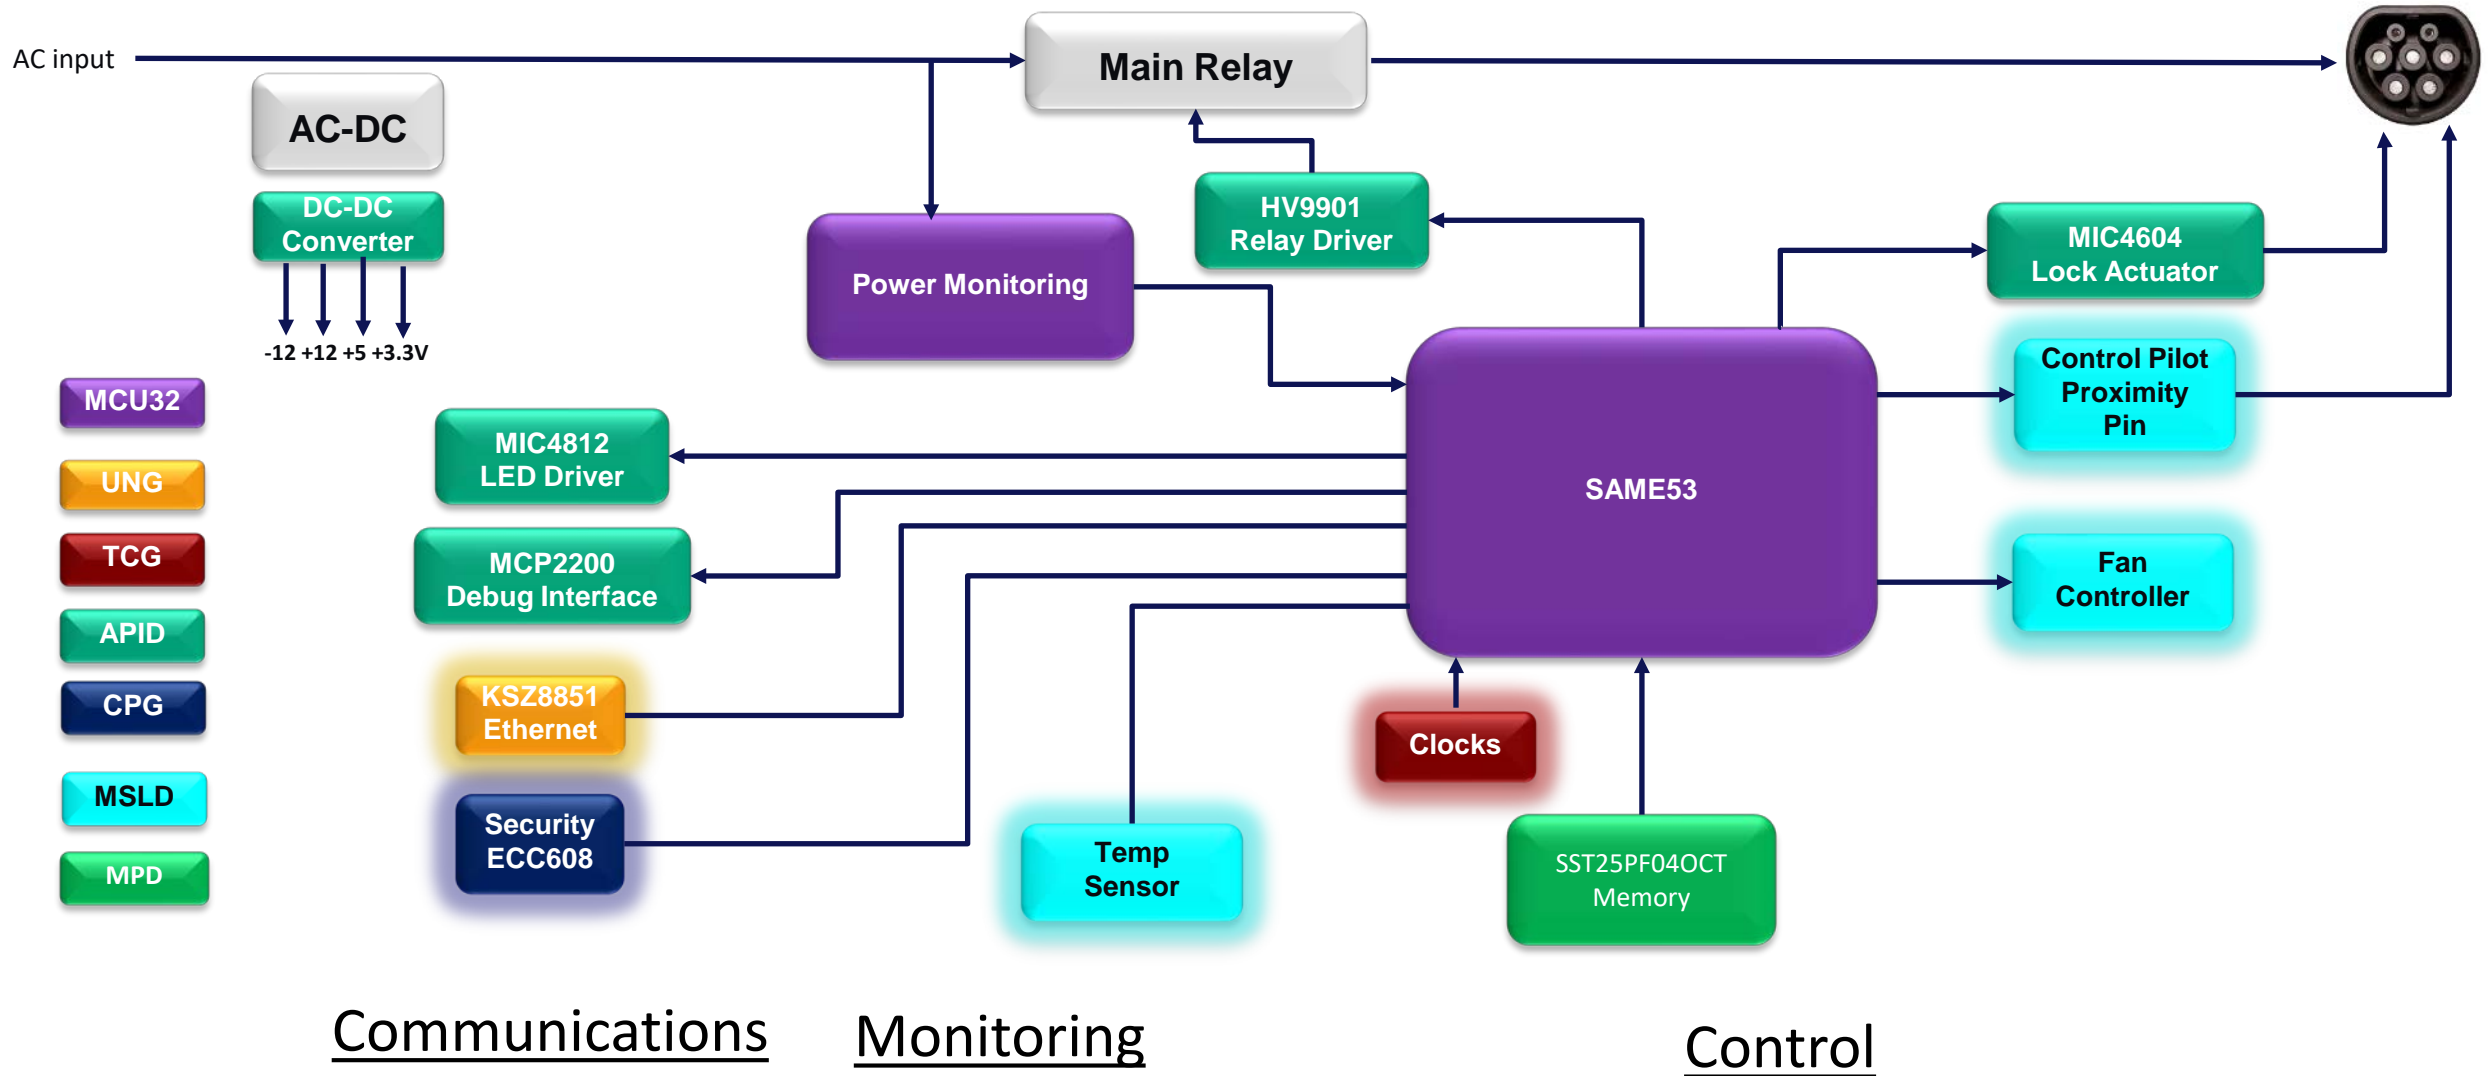 AC input
Main Relay
AC-DC
DC-DC
Converter
-12 +12 +5 +3.3V
HV9901
Relay Driver
Power Monitoring
MIC4604
Lock Actuator
Control Pilot
Proximity
Pin
MCU32
UNG
TCG
APID
CPG
MSLD
MPD
MIC4812
LED Driver
MCP2200
Debug Interface
KSZ8851
Ethernet
Security
ECC608
SAME53
Fan
Controller
Clocks
Temp
Sensor
SST25PF04OCT
Memory
Communications
Monitoring
Control